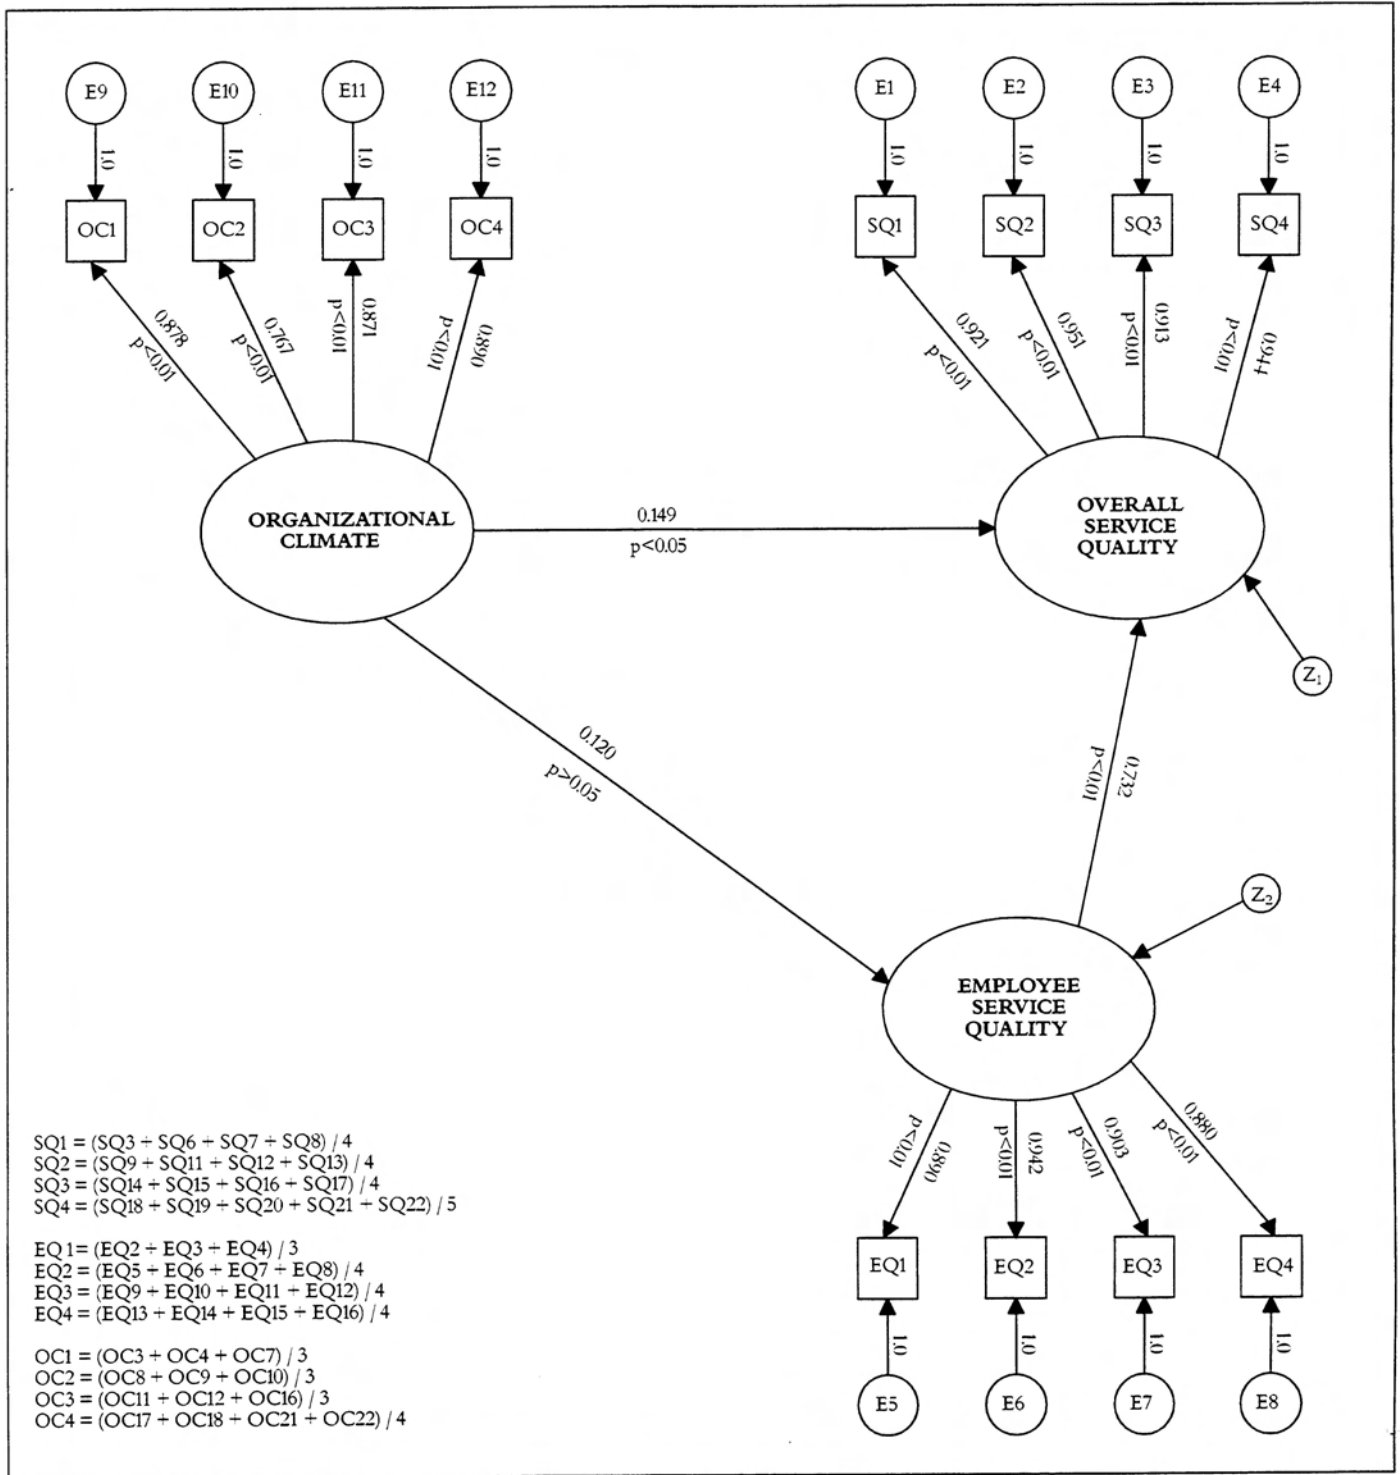 E9 E10 E11 E12 E1 E2 E3 E4
1.0 1.0 1.0 1.0 1.0 1.0 1.0 1.0
OC1 OC2 OC3 OC4 SQ1 SQ2 SQ3 SQ4
0.878 0.767 0.871 0.890 0.921 0.951 0.913 0.944
p<0.01 p<0.01 p<0.01 p<0.01 p<0.01 p<0.01 p<0.01 p<0.01
ORGANIZATIONAL
CLIMATE
0.149
p<0.05
OVERALL
SERVICE
QUALITY
Z1
0.120
p>0.05
0.732
p<0.01
Z2
EMPLOYEE
SERVICE
QUALITY
0.890 0.942 0.903 0.880
p<0.01 p<0.01 p<0.01 p<0.01
EQ1 EQ2 EQ3 EQ4
1.0 1.0 1.0 1.0
E5 E6 E7 E8
SQ1 = (SQ3 + SQ6 + SQ7 + SQ8) / 4
SQ2 = (SQ9 + SQ11 + SQ12 + SQ13) / 4
SQ3 = (SQ14 + SQ15 + SQ16 + SQ17) / 4
SQ4 = (SQ18 + SQ19 + SQ20 + SQ21 + SQ22) / 5
EQ1= (EQ2 + EQ3 + EQ4) / 3
EQ2 = (EQ5 + EQ6 + EQ7 + EQ8) / 4
EQ3 = (EQ9 + EQ10 + EQ11 + EQ12) / 4
EQ4 = (EQ13 + EQ14 + EQ15 + EQ16) / 4
OC1 = (OC3 + OC4 + OC7) / 3
OC2 = (OC8 + OC9 + OC10) / 3
OC3 = (OC11 + OC12 + OC16) / 3
OC4 = (OC17 + OC18 + OC21 + OC22) / 4